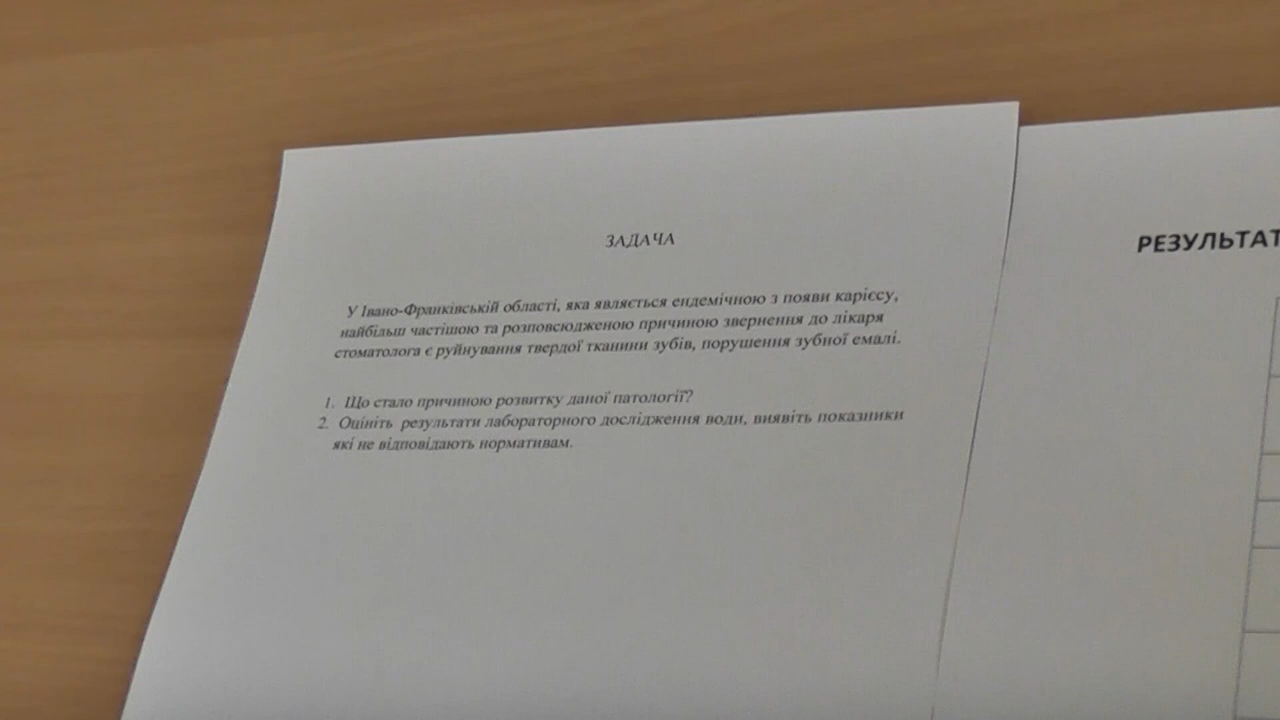 ЗАДАЧА
У Івано-Франківській області, яка являється ендемічною з появи карієсу,
найбільш частішою та розповсюдженою причиною звернення до лікаря
стоматолога є руйнування твердої тканини зубів, порушення зубної емалі.
1. Що стало причиною розвитку даної патології?
2. Оцініть результати лабораторного дослідження води, виявіть показники
які не відповідають нормативам.
РЕЗУЛЬТАТ